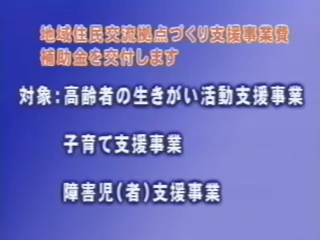 地域住民交流拠点づくり支援事業費
補助金を交付します
対象:高齢者の生きがい活動支援事業
子育て支援事業
障害児(者)支援事業